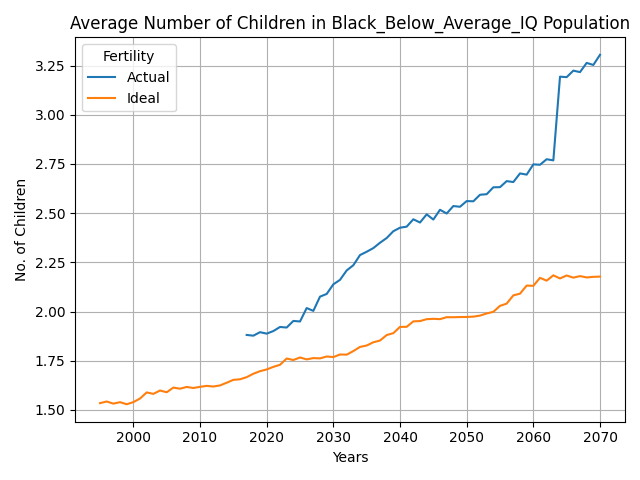 Average Number of Children in Black_Below_Average_IQ Population
Fertility
Actual
Ideal
No. of Children
3.25
3.00
2.75
2.50
2.25
2.00
1.75
1.50
2000 2010 2020 2030 2040 2050 2060 2070
Years